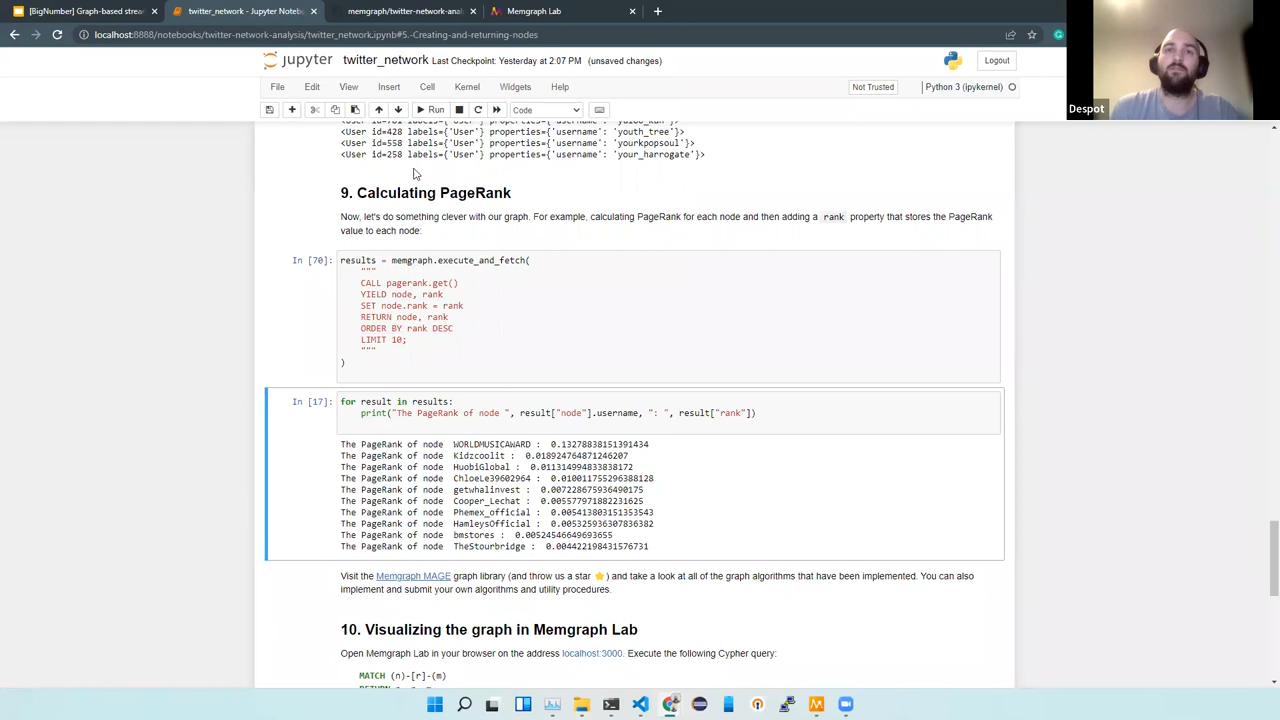 [BigNumber] Graph-based strea
twitter_network - Jupyter Notebo
memgraph/twitter-network-anal
Memgraph Lab
localhost:8888/notebooks/twitter-network-analysis/twitter_network.ipynb#5.-Creating-and-returning-nodes
jupyter twitter_network Last Checkpoint: Yesterday at 2:07 PM (unsaved changes)
Logout
Despot
File Edit View Insert Cell Kernel Widgets Help
Not Trusted
Python 3 (ipykernel)
Run
Code
<User id=428 labels={'User'} properties={'username': 'youth_tree'}>
<User id=558 labels={'User'} properties={'username': 'yourkpopsoul'}>
<User id=258 labels={'User'} properties={'username': 'your_harrogate'}>
9. Calculating PageRank
Now, let's do something clever with our graph. For example, calculating PageRank for each node and then adding a rank property that stores the PageRank
value to each node:
In [70]: results = memgraph.execute_and_fetch(
"""
CALL pagerank.get()
YIELD node, rank
SET node.rank = rank
RETURN node, rank
ORDER BY rank DESC
LIMIT 10;
"""
)
In [17]: for result in results:
print("The PageRank of node ", result["node"].username, ": ", result["rank"])
The PageRank of node  WORLDMUSICAWARD :  0.13278838151391434
The PageRank of node  Kidzcoolit :  0.018924764871246207
The PageRank of node  HuobiGlobal :  0.011314994833838172
The PageRank of node  ChloeLe39602964 :  0.010011755296388128
The PageRank of node  getwhalinvest :  0.007228675936490175
The PageRank of node  Cooper_Lechat :  0.005577971882231625
The PageRank of node  Phemex_official :  0.005413803151353543
The PageRank of node  HamleysOfficial :  0.005325936307836382
The PageRank of node  bmstores :  0.00524546649693655
The PageRank of node  TheStourbridge :  0.004422198431576731
Visit the Memgraph MAGE graph library (and throw us a star ⭐) and take a look at all of the graph algorithms that have been implemented. You can also
implement and submit your own algorithms and utility procedures.
10. Visualizing the graph in Memgraph Lab
Open Memgraph Lab in your browser on the address localhost:3000. Execute the following Cypher query:
MATCH (n)-[r]-(m)